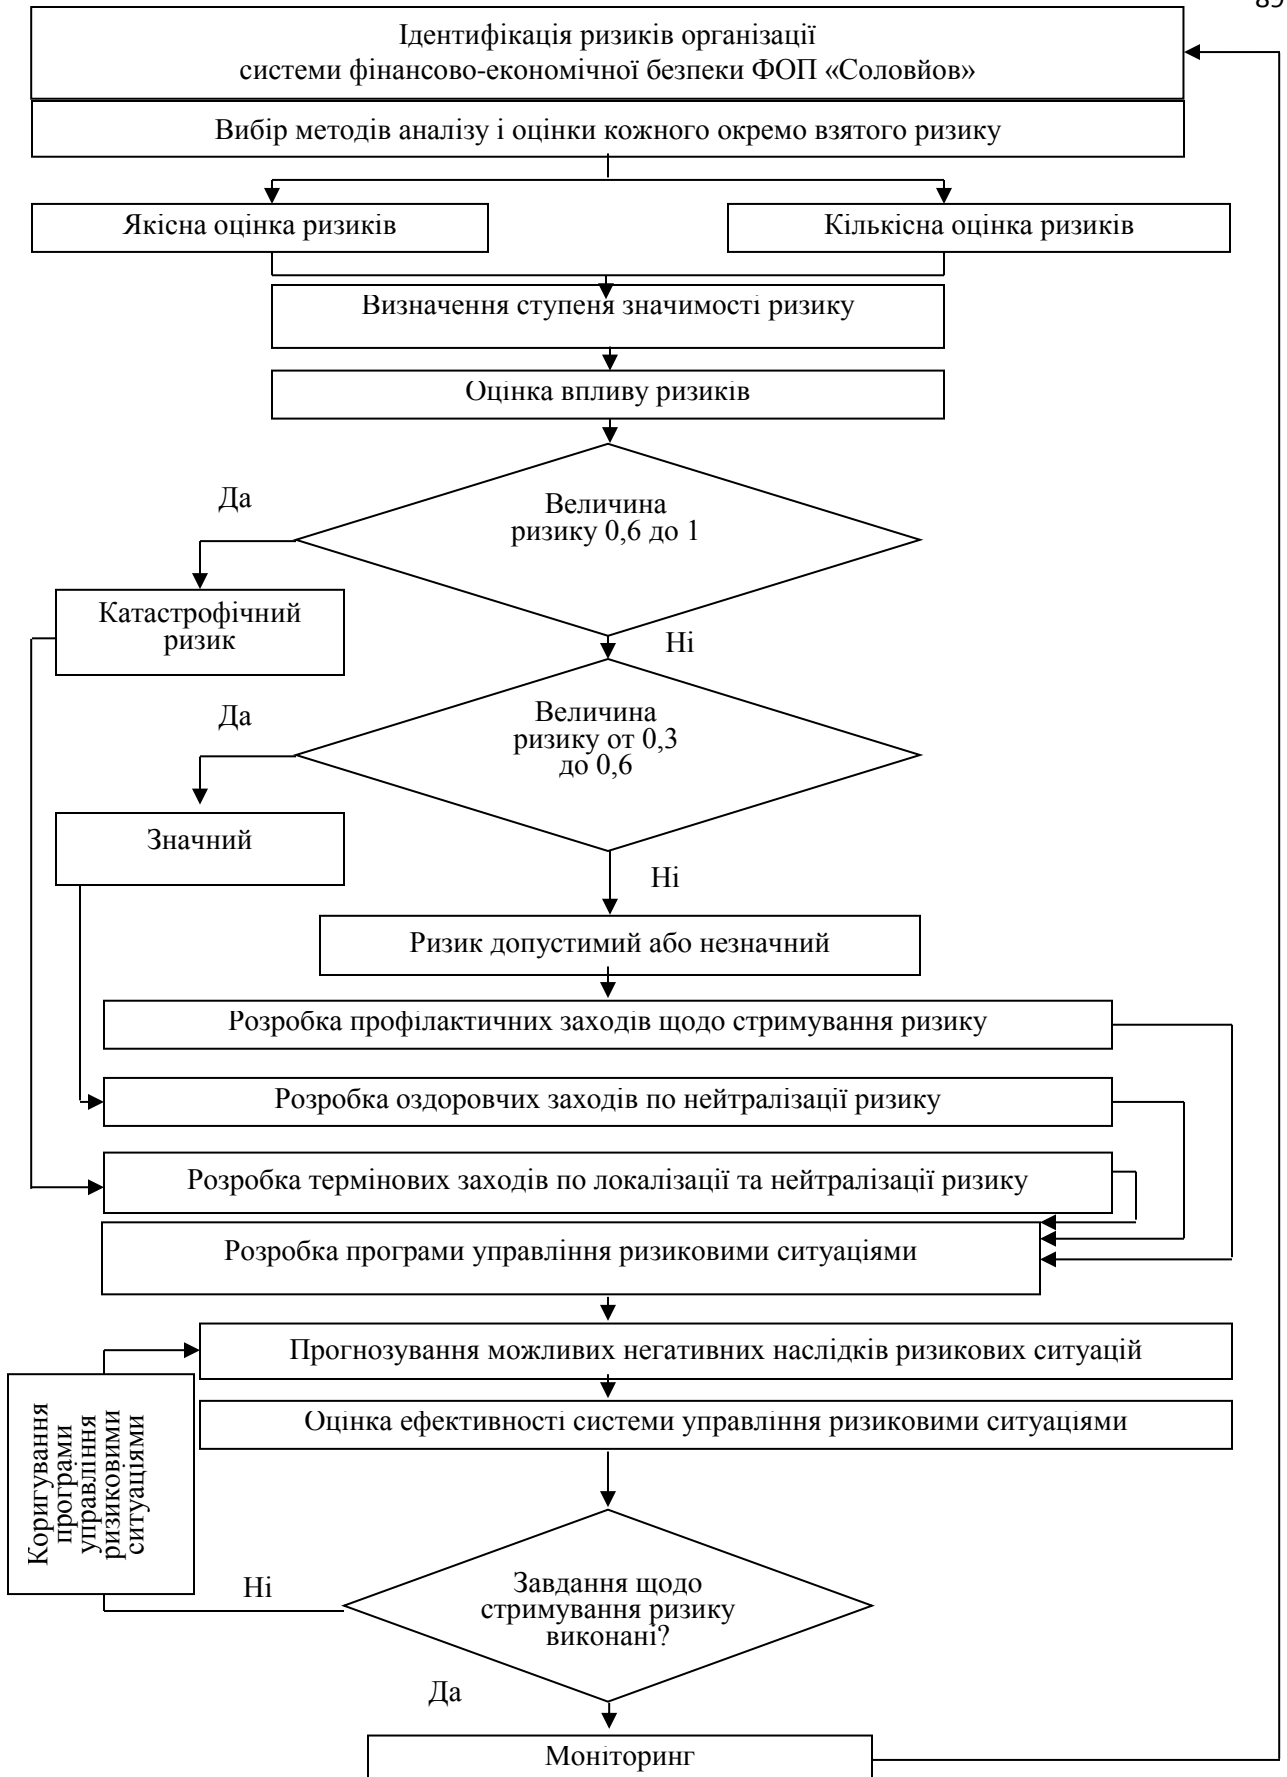 89
Ідентифікація ризиків організації
системи фінансово-економічної безпеки ФОП «Соловйов»
Вибір методів аналізу і оцінки кожного окремо взятого ризику
Якісна оцінка ризиків
Кількісна оцінка ризиків
Визначення ступеня значимості ризику
Оцінка впливу ризиків
Да
Величина
ризику 0,6 до 1
Катастрофічний
ризик
Ні
Да
Величина
ризику от 0,3
до 0,6
Значний
Ні
Ризик допустимий або незначний
Розробка профілактичних заходів щодо стримування ризику
Розробка оздоровчих заходів по нейтралізації ризику
Розробка термінових заходів по локалізації та нейтралізації ризику
Розробка програми управління ризиковими ситуаціями
Прогнозування можливих негативних наслідків ризикових ситуацій
Оцінка ефективності системи управління ризиковими ситуаціями
Коригування
програми
управління
ризиковими
ситуаціями
Ні
Завдання щодо
стримування ризику
виконані?
Да
Моніторинг